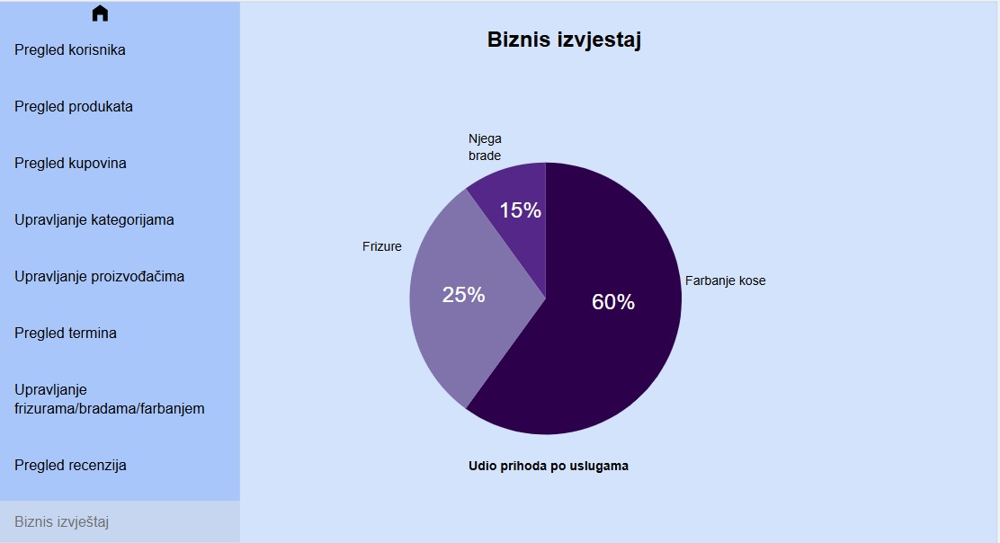 Pregled korisnika
Pregled produkata
Pregled kupovina
Upravljanje kategorijama
Upravljanje proizvođačima
Pregled termina
Upravljanje
frizurama/bradama/farbanjem
Pregled recenzija
Biznis izvještaj
Biznis izvjestaj
Njega
brade
15%
Frizure
25%
Farbanje kose
60%
Udio prihoda po uslugama